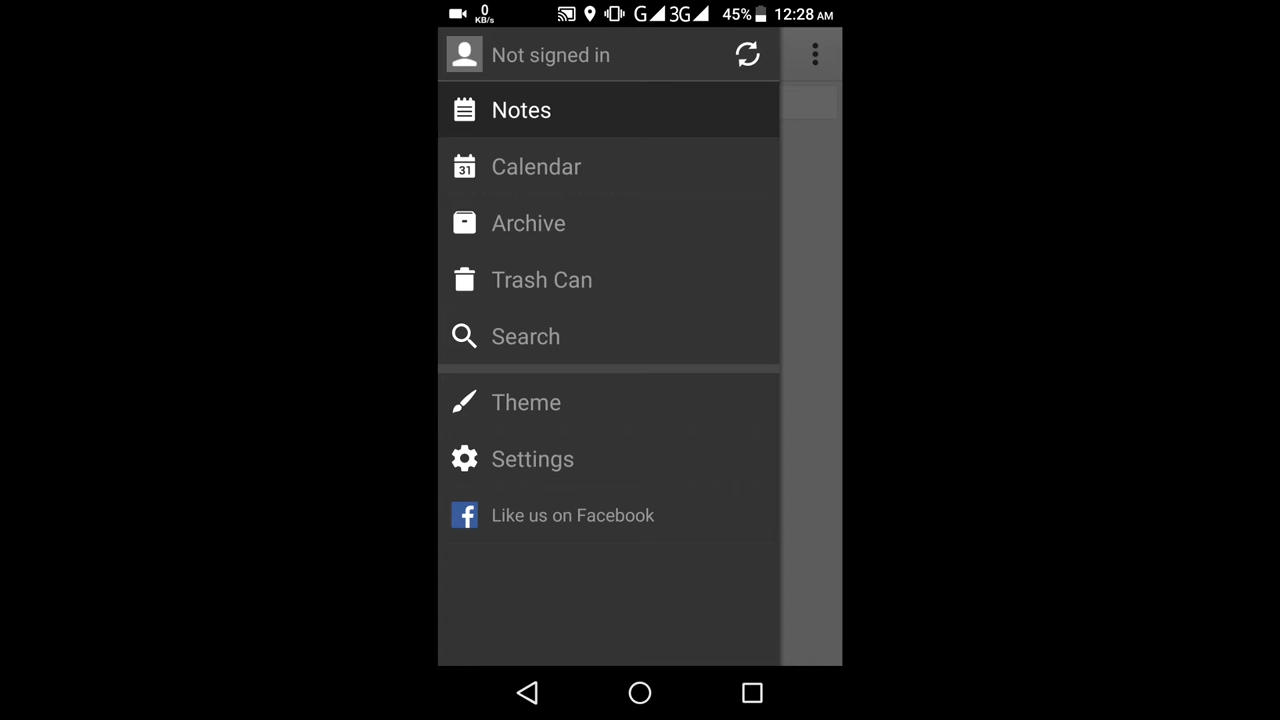 0 KB/s G 3G 45% 12:28 AM
Not signed in
Notes
31 Calendar
Archive
Trash Can
Search
Theme
Settings
f Like us on Facebook